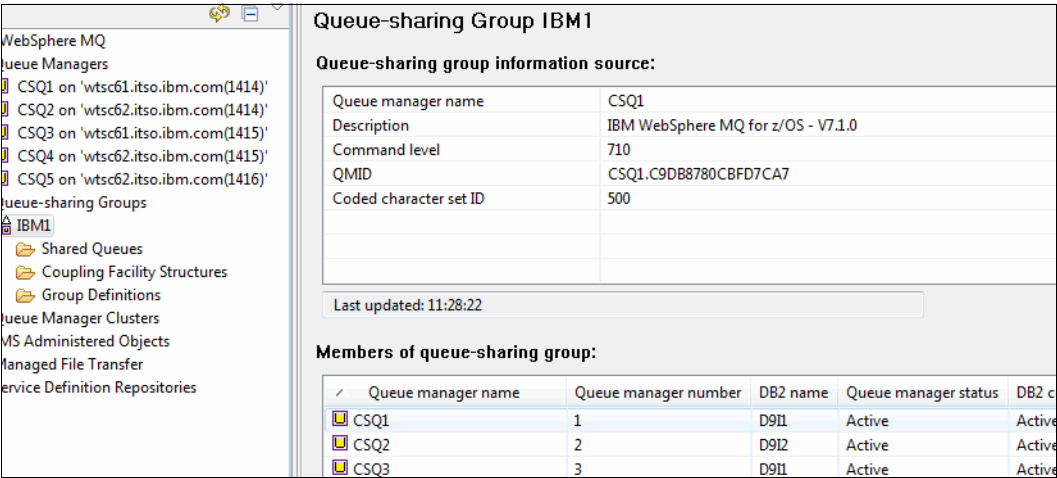 WebSphere MQ
ueue Managers
CSQ1 on 'wtsc61.itso.ibm.com(1414)'
CSQ2 on 'wtsc62.itso.ibm.com(1414)'
CSQ3 on 'wtsc61.itso.ibm.com(1415)'
CSQ4 on 'wtsc62.itso.ibm.com(1415)'
CSQ5 on 'wtsc62.itso.ibm.com(1416)'
ueue-sharing Groups
IBM1
Shared Queues
Coupling Facility Structures
Group Definitions
ueue Manager Clusters
MS Administered Objects
Managed File Transfer
ervice Definition Repositories
Queue-sharing Group IBM1
Queue-sharing group information source:
Queue manager name CSQ1
Description IBM WebSphere MQ for z/OS - V7.1.0
Command level 710
QMID CSQ1.C9DB8780CBFD7CA7
Coded character set ID 500
Last updated: 11:28:22
Members of queue-sharing group:
Queue manager name Queue manager number DB2 name Queue manager status DB2 c
CSQ1 1 D9I1 Active Active
CSQ2 2 D9I2 Active Active
CSQ3 3 D9I1 Active Active